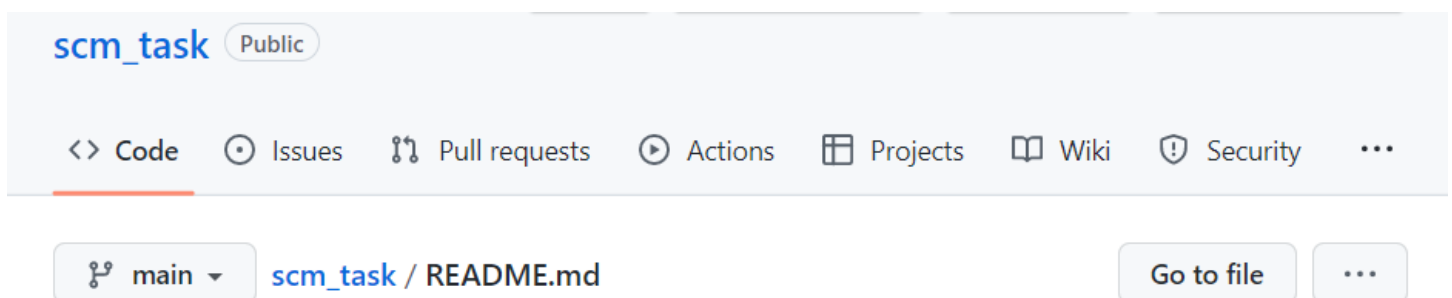 scm_task Public
Code Issues Pull requests Actions Projects Wiki Security ...
main scm_task / README.md Go to file ...